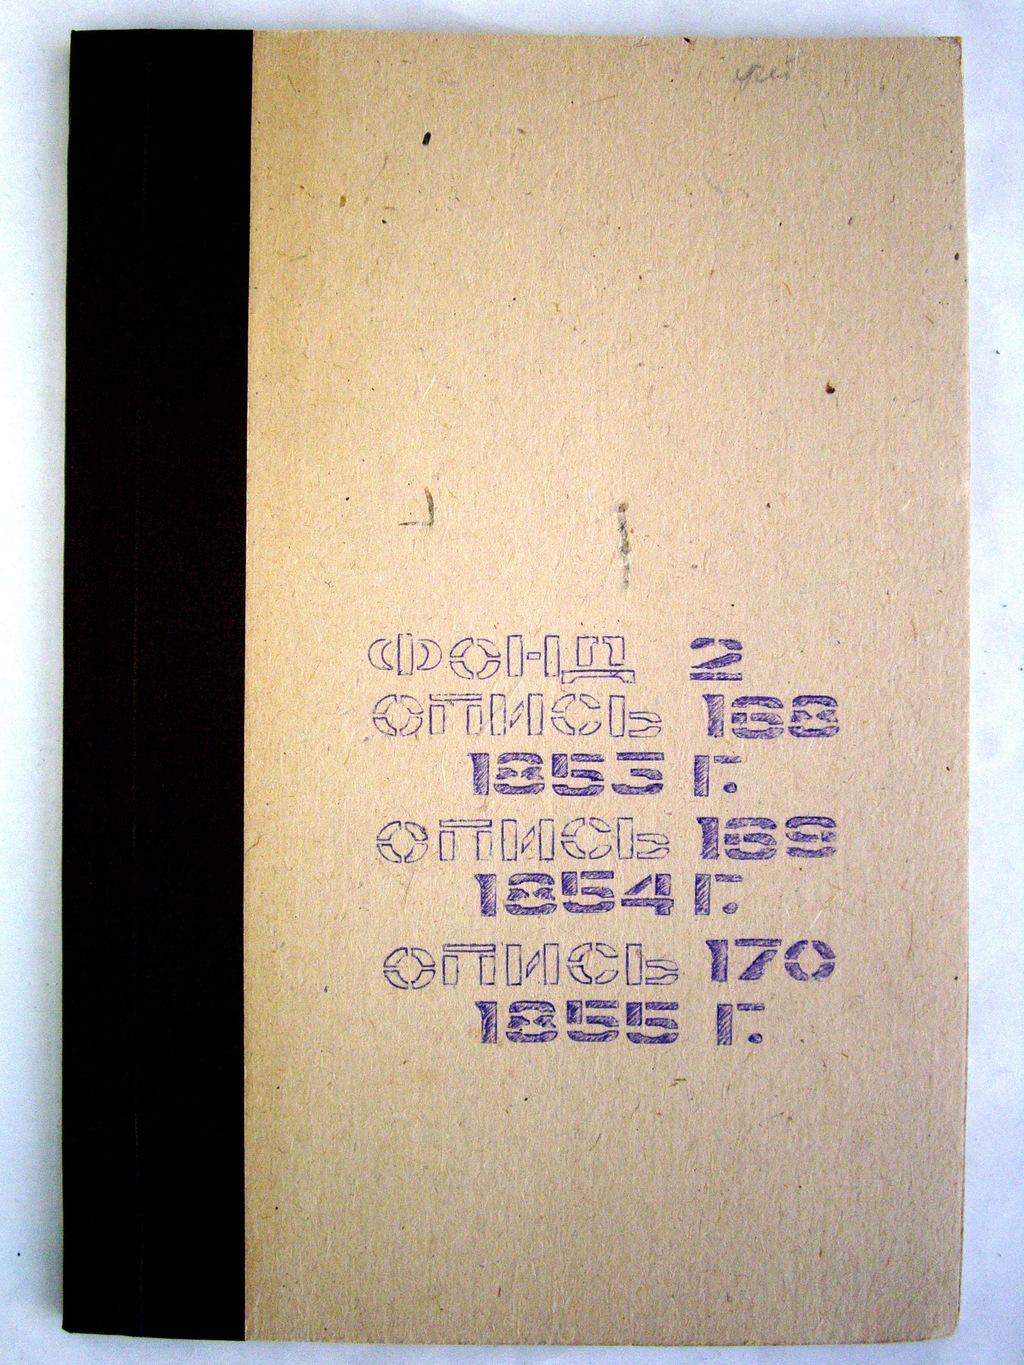 ФОНД 2
ОПИСЬ 168
1853 Г.
ОПИСЬ 169
1854 Г.
ОПИСЬ 170
1855 Г.